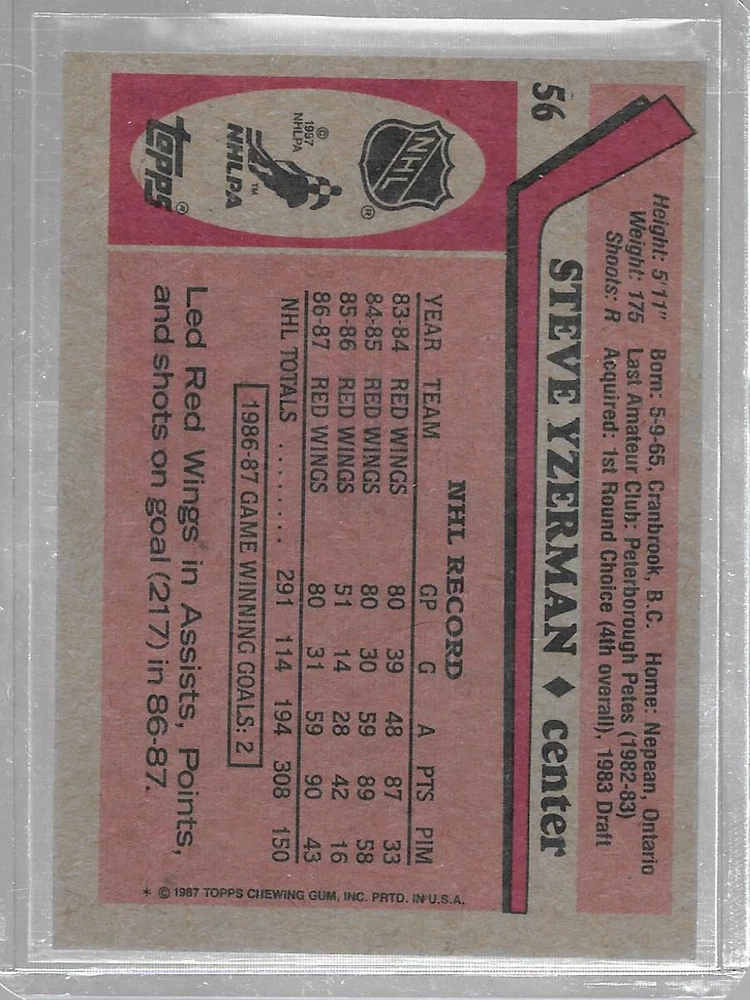 56
Height: 5'11" Born: 5-9-65, Cranbrook, B.C. Home: Nepean, Ontario
Weight: 175 Last Amateur Club: Peterborough Petes (1982-83)
Shoots: R Acquired: 1st Round Choice (4th overall), 1983 Draft
STEVE YZERMAN ♦ center
NHL
®
© 1987
NHLPA
NHLPA™
topps®
NHL RECORD
YEAR TEAM GP G A PTS PIM
83-84 RED WINGS 80 39 48 87 33
84-85 RED WINGS 80 30 59 89 58
85-86 RED WINGS 51 14 28 42 16
86-87 RED WINGS 80 31 59 90 43
NHL TOTALS ......... 291 114 194 308 150
1986-87 GAME WINNING GOALS: 2
Led Red Wings in Assists, Points,
and shots on goal (217) in 86-87.
* © 1987 TOPPS CHEWING GUM, INC. PRTD. IN U.S.A.